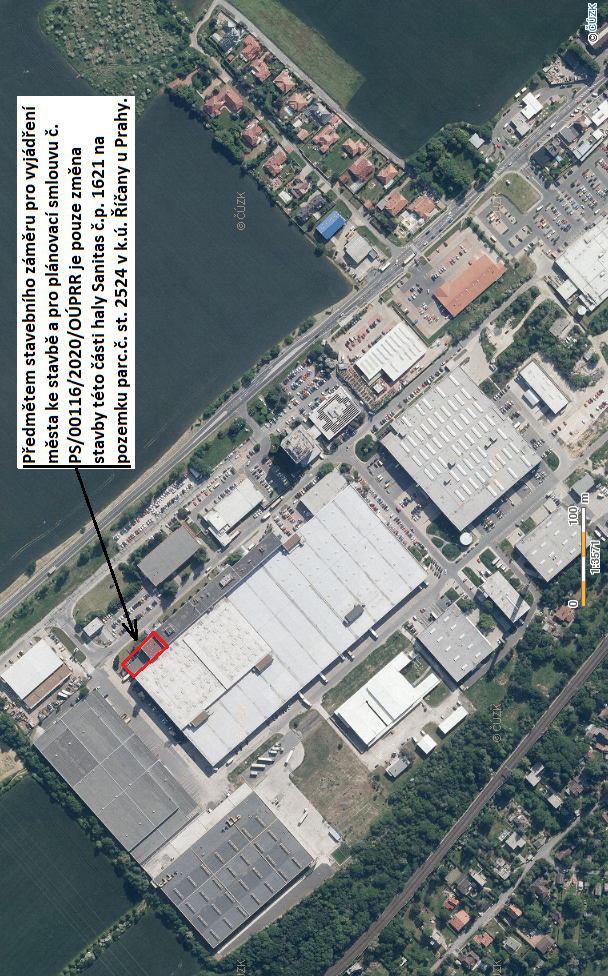 Předmětem stavebního záměru pro vyjádření
města ke stavbě a pro plánovací smlouvu č.
PS/00116/2020/OÚPRR je pouze změna
stavby této části haly Sanitas č.p. 1621 na
pozemku parc.č. st. 2524 v k.ú. Říčany u Prahy.
© ČÚZK
© ČÚZK
© ČÚZK
© ČÚZK
0 100 m
1:3571